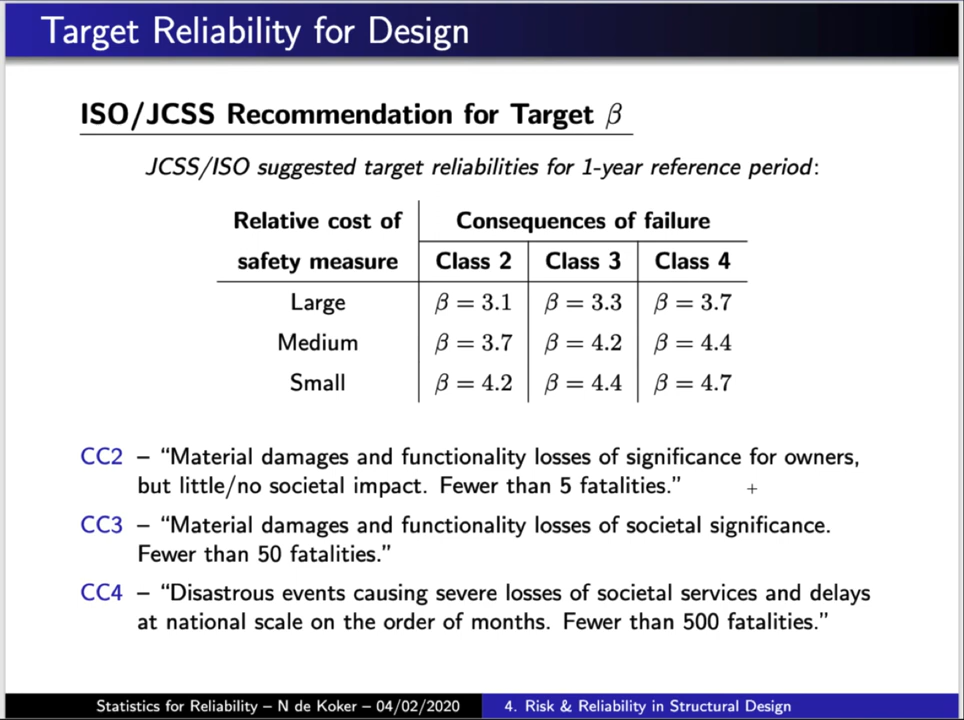 Target Reliability for Design
ISO/JCSS Recommendation for Target β
JCSS/ISO suggested target reliabilities for 1-year reference period:
Relative cost of Consequences of failure
safety measure Class 2 Class 3 Class 4
Large β = 3.1 β = 3.3 β = 3.7
Medium β = 3.7 β = 4.2 β = 4.4
Small β = 4.2 β = 4.4 β = 4.7
CC2 – “Material damages and functionality losses of significance for owners,
but little/no societal impact. Fewer than 5 fatalities.”
CC3 – “Material damages and functionality losses of societal significance.
Fewer than 50 fatalities.”
CC4 – “Disastrous events causing severe losses of societal services and delays
at national scale on the order of months. Fewer than 500 fatalities.”
Statistics for Reliability – N de Koker – 04/02/2020 4. Risk & Reliability in Structural Design